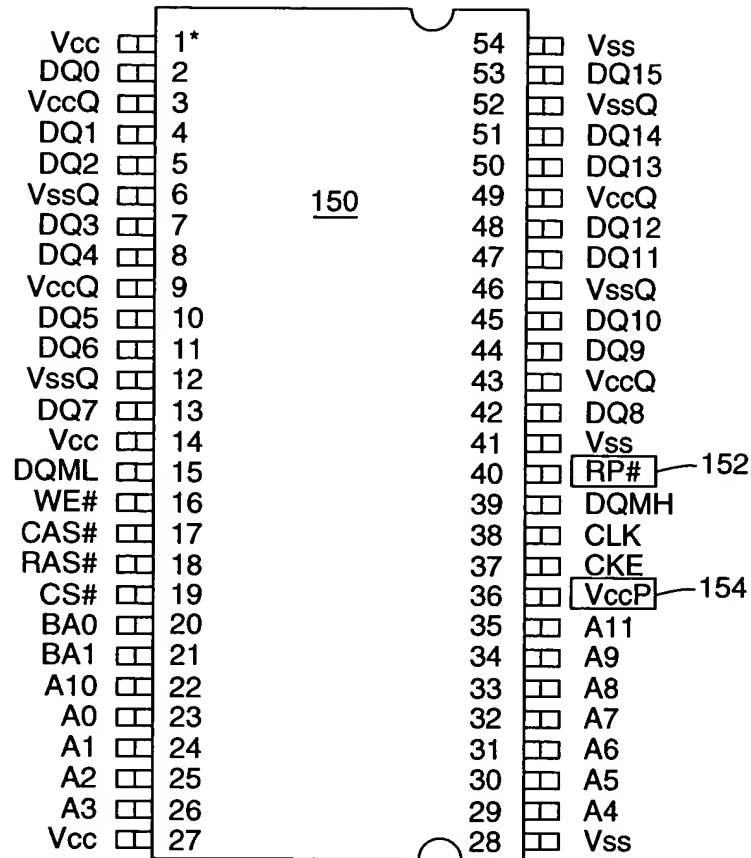 Vcc 1* 54 Vss
DQ0 2 53 DQ15
VccQ 3 52 VssQ
DQ1 4 51 DQ14
DQ2 5 50 DQ13
VssQ 6 150 49 VccQ
DQ3 7 48 DQ12
DQ4 8 47 DQ11
VccQ 9 46 VssQ
DQ5 10 45 DQ10
DQ6 11 44 DQ9
VssQ 12 43 VccQ
DQ7 13 42 DQ8
Vcc 14 41 Vss
DQML 15 40 RP# 152
WE# 16 39 DQMH
CAS# 17 38 CLK
RAS# 18 37 CKE
CS# 19 36 VccP 154
BA0 20 35 A11
BA1 21 34 A9
A10 22 33 A8
A0 23 32 A7
A1 24 31 A6
A2 25 30 A5
A3 26 29 A4
Vcc 27 28 Vss